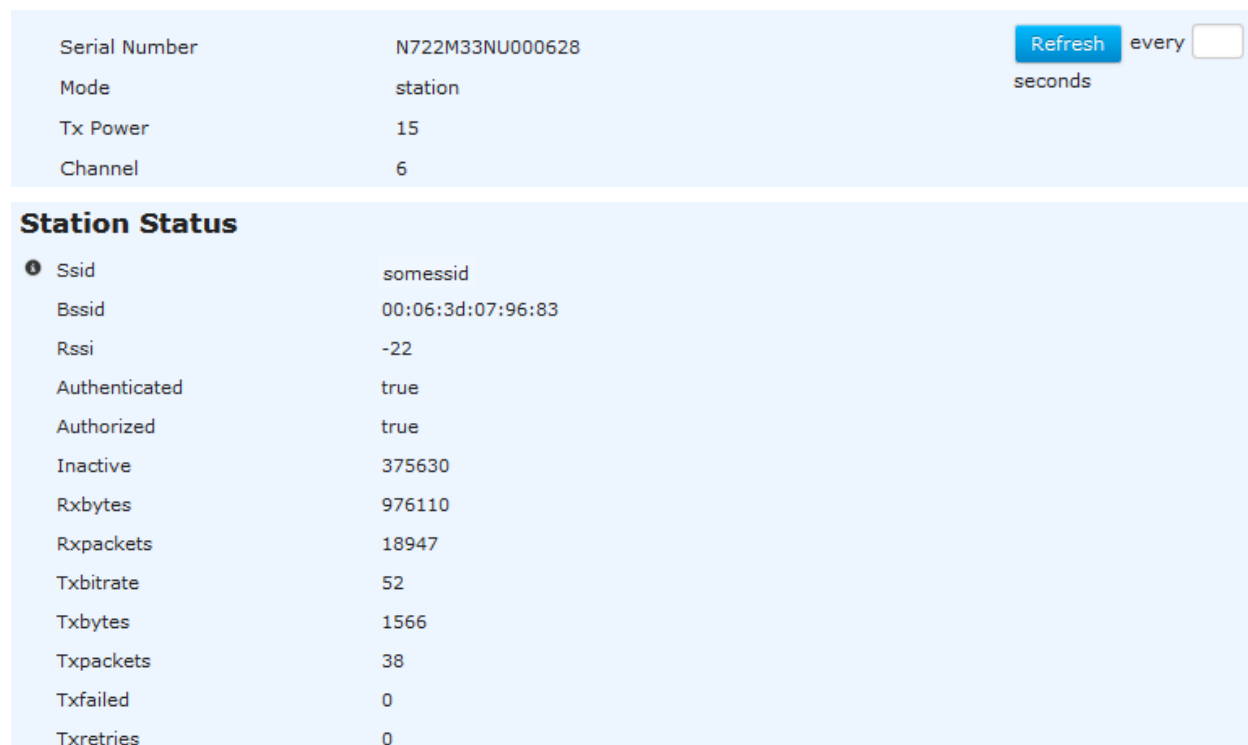 Serial Number N722M33NU000628 Refresh every
Mode station seconds
Tx Power 15
Channel 6
Station Status
Ssid somessid
Bssid 00:06:3d:07:96:83
Rssi -22
Authenticated true
Authorized true
Inactive 375630
Rxbytes 976110
Rxpackets 18947
Txbitrate 52
Txbytes 1566
Txpackets 38
Txfailed 0
Txretries 0